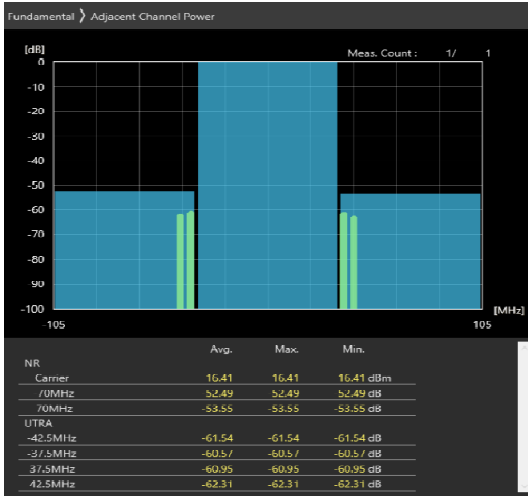 Fundamental ❯ Adjacent Channel Power
[dB]
Meas. Count : 1/ 1
0
-10
-20
-30
-40
-50
-60
-70
-80
90
-100
[MHz]
-105 105
Avg. Max. Min.
NR
Carrier 16.41 16.41 16.41 dBm
70MHz 52.49 52.49 52.49 dB
70MHz -53.55 -53.55 -53.55 dB
UTRA
-42.5MHz -61.54 -61.54 -61.54 dB
-37.5MHz -60.57 -60.57 -60.57 dB
37.5MHz -60.95 -60.95 -60.95 dB
42.5MHz -62.31 -62.31 -62.31 dB